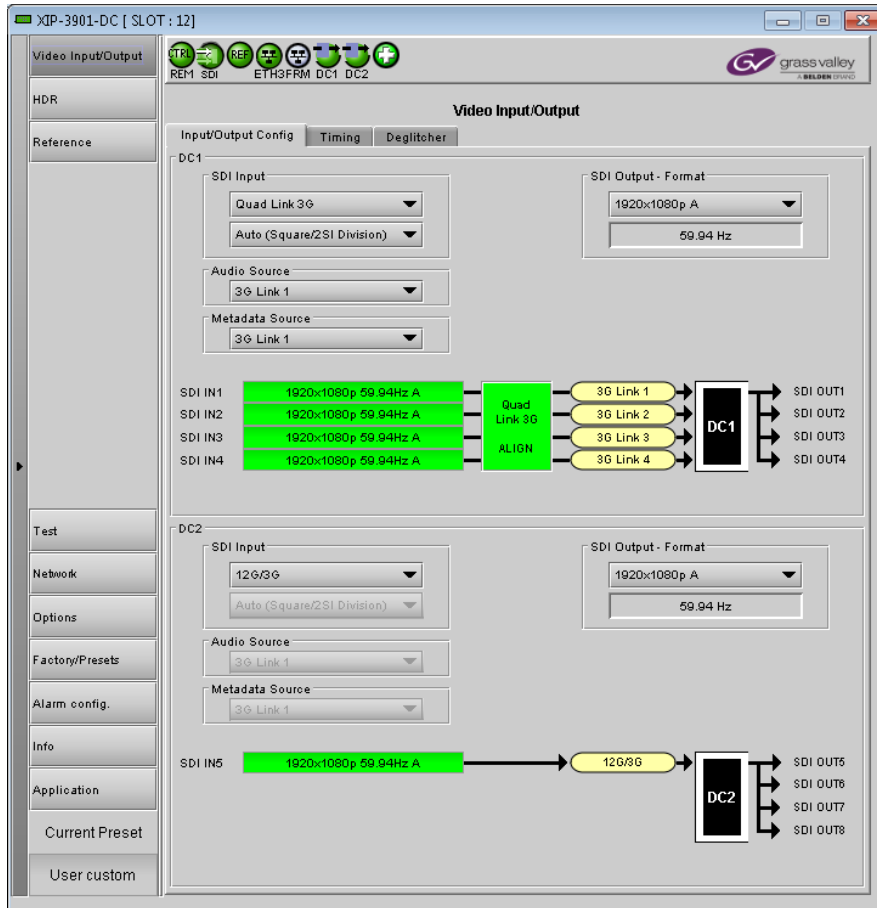 XIP-3901-DC [ SLOT : 12]
Video Input/Output
HDR
Reference
Test
Network
Options
Factory/Presets
Alarm config.
Info
Application
Current Preset
User custom
CTRL REF
REM SDI ETH3FRM DC1 DC2
GV grass valley
A BELDEN BRAND
Video Input/Output
Input/Output Config Timing Deglitcher
DC1
SDI Input
Quad Link 3G
Auto (Square/2SI Division)
SDI Output - Format
1920x1080p A
59.94 Hz
Audio Source
3G Link 1
Metadata Source
3G Link 1
SDI IN1 1920x1080p 59.94Hz A 3G Link 1 SDI OUT1
SDI IN2 1920x1080p 59.94Hz A 3G Link 2 SDI OUT2
SDI IN3 1920x1080p 59.94Hz A 3G Link 3 SDI OUT3
SDI IN4 1920x1080p 59.94Hz A 3G Link 4 SDI OUT4
Quad
Link 3G
ALIGN
DC1
DC2
SDI Input
12G/3G
Auto (Square/2SI Division)
SDI Output - Format
1920x1080p A
59.94 Hz
Audio Source
3G Link 1
Metadata Source
3G Link 1
SDI IN5 1920x1080p 59.94Hz A 12G/3G SDI OUT5
SDI OUT6
DC2
SDI OUT7
SDI OUT8